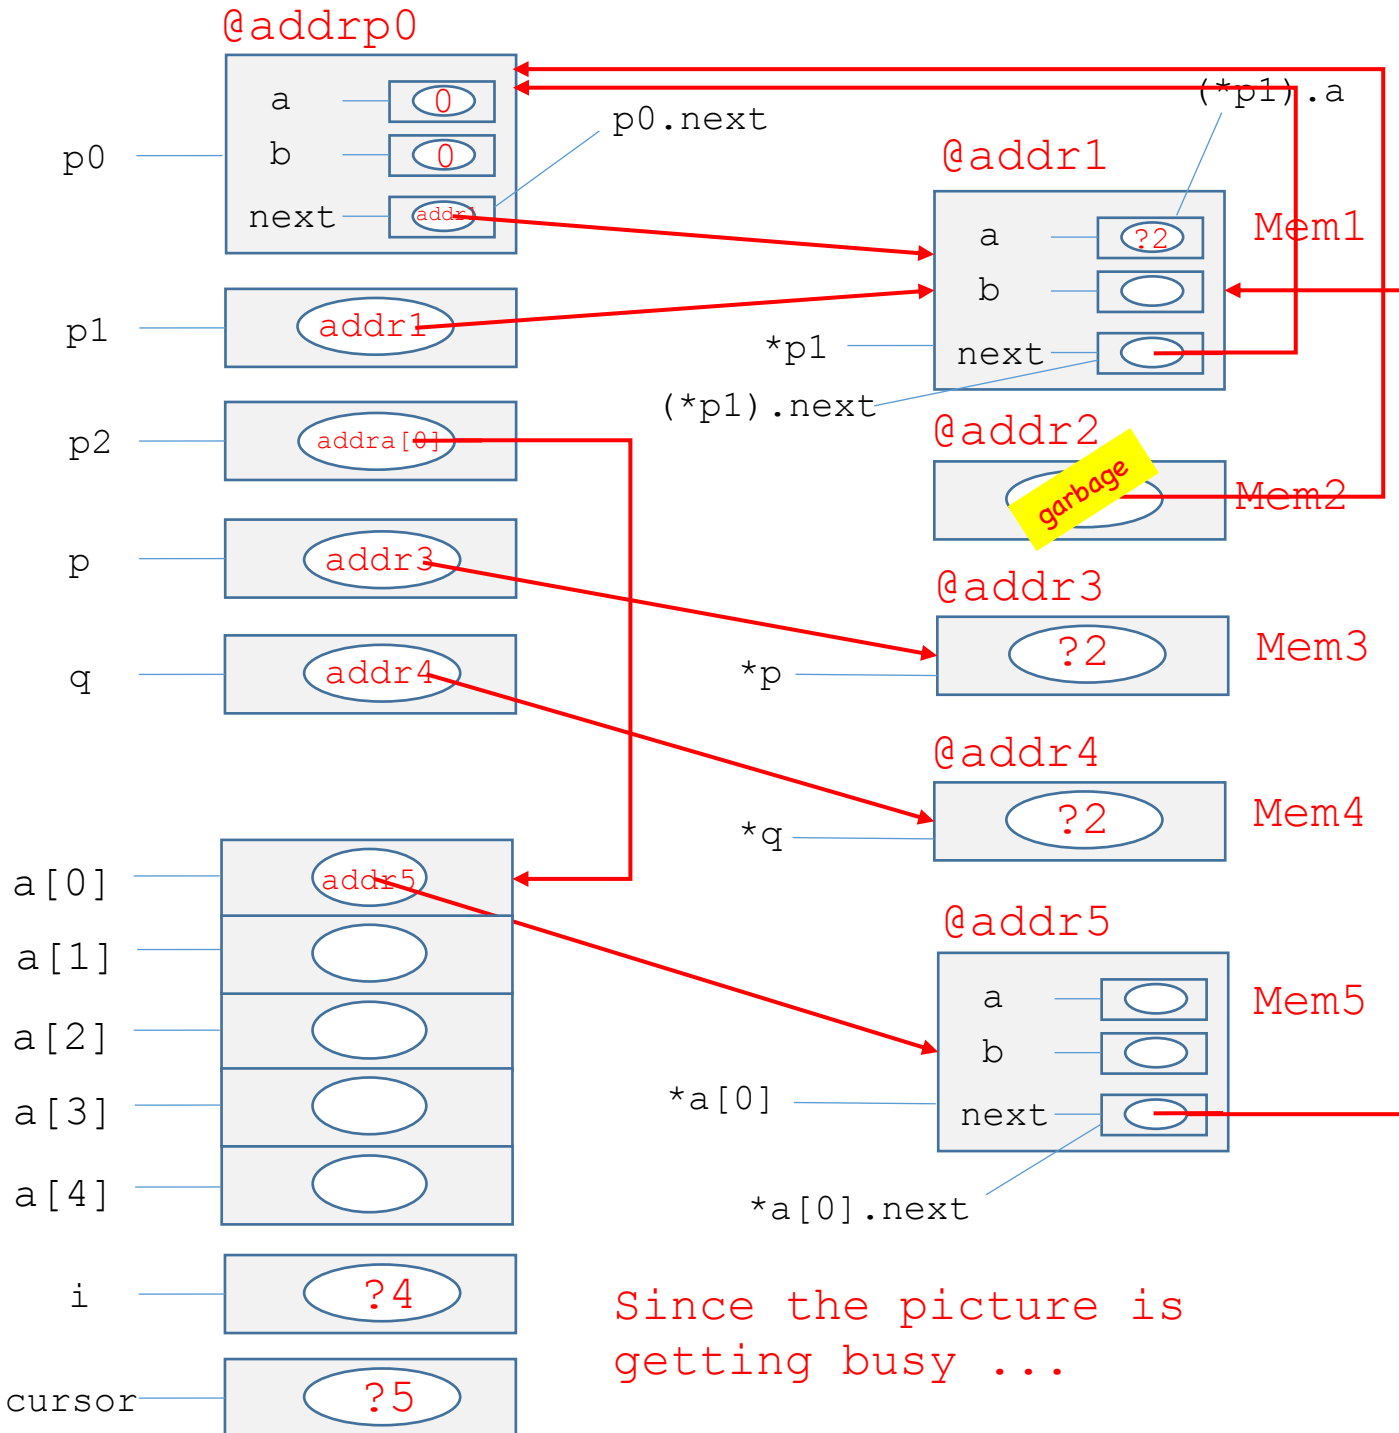 @addrp0
a 0
p0.next
(*p1).a
p0
b 0
@addr1
next addr1
a ?2
Mem1
b
p1
addr1
*p1
next
(*p1).next
p2
addra[0]
@addr2
garbage
Mem2
p
addr3
@addr3
?2
Mem3
*p
q
addr4
@addr4
?2
Mem4
*q
a[0]
addr5
@addr5
a[1]
a
Mem5
a[2]
b
*a[0]
a[3]
next
a[4]
*a[0].next
i
?4
Since the picture is
getting busy ...
cursor
?5